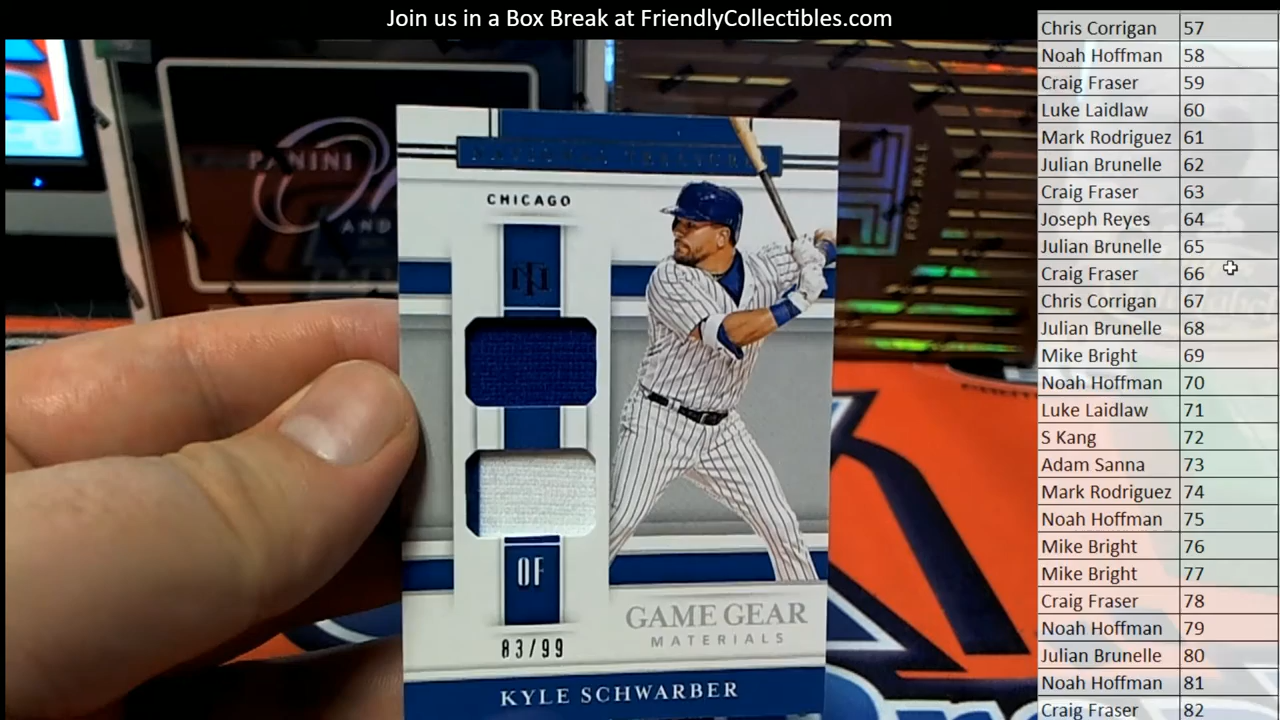 Join us in a Box Break at FriendlyCollectibles.com
PANINI
AND
FOOTBALL
NATIONAL TREASURES
CHICAGO
NT
OF
83/99
GAME GEAR
MATERIALS
KYLE SCHWARBER
Chris Corrigan 57
Noah Hoffman 58
Craig Fraser 59
Luke Laidlaw 60
Mark Rodriguez 61
Julian Brunelle 62
Craig Fraser 63
Joseph Reyes 64
Julian Brunelle 65
Craig Fraser 66
Chris Corrigan 67
Julian Brunelle 68
Mike Bright 69
Noah Hoffman 70
Luke Laidlaw 71
S Kang 72
Adam Sanna 73
Mark Rodriguez 74
Noah Hoffman 75
Mike Bright 76
Mike Bright 77
Craig Fraser 78
Noah Hoffman 79
Julian Brunelle 80
Noah Hoffman 81
Craig Fraser 82